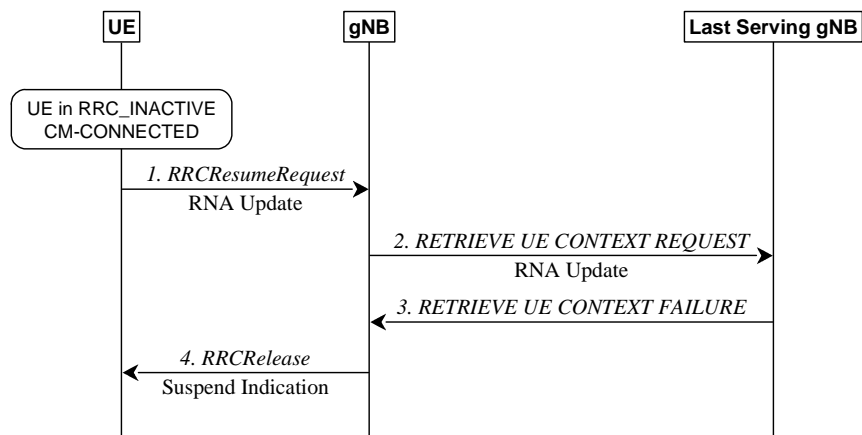 UE
gNB
Last Serving gNB
UE in RRC_INACTIVE
CM-CONNECTED
1. RRCResumeRequest
RNA Update
2. RETRIEVE UE CONTEXT REQUEST
RNA Update
3. RETRIEVE UE CONTEXT FAILURE
4. RRCRelease
Suspend Indication